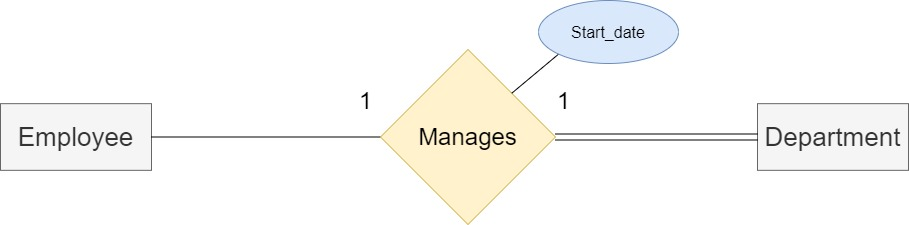 Start_date
1
1
Employee
Manages
Department